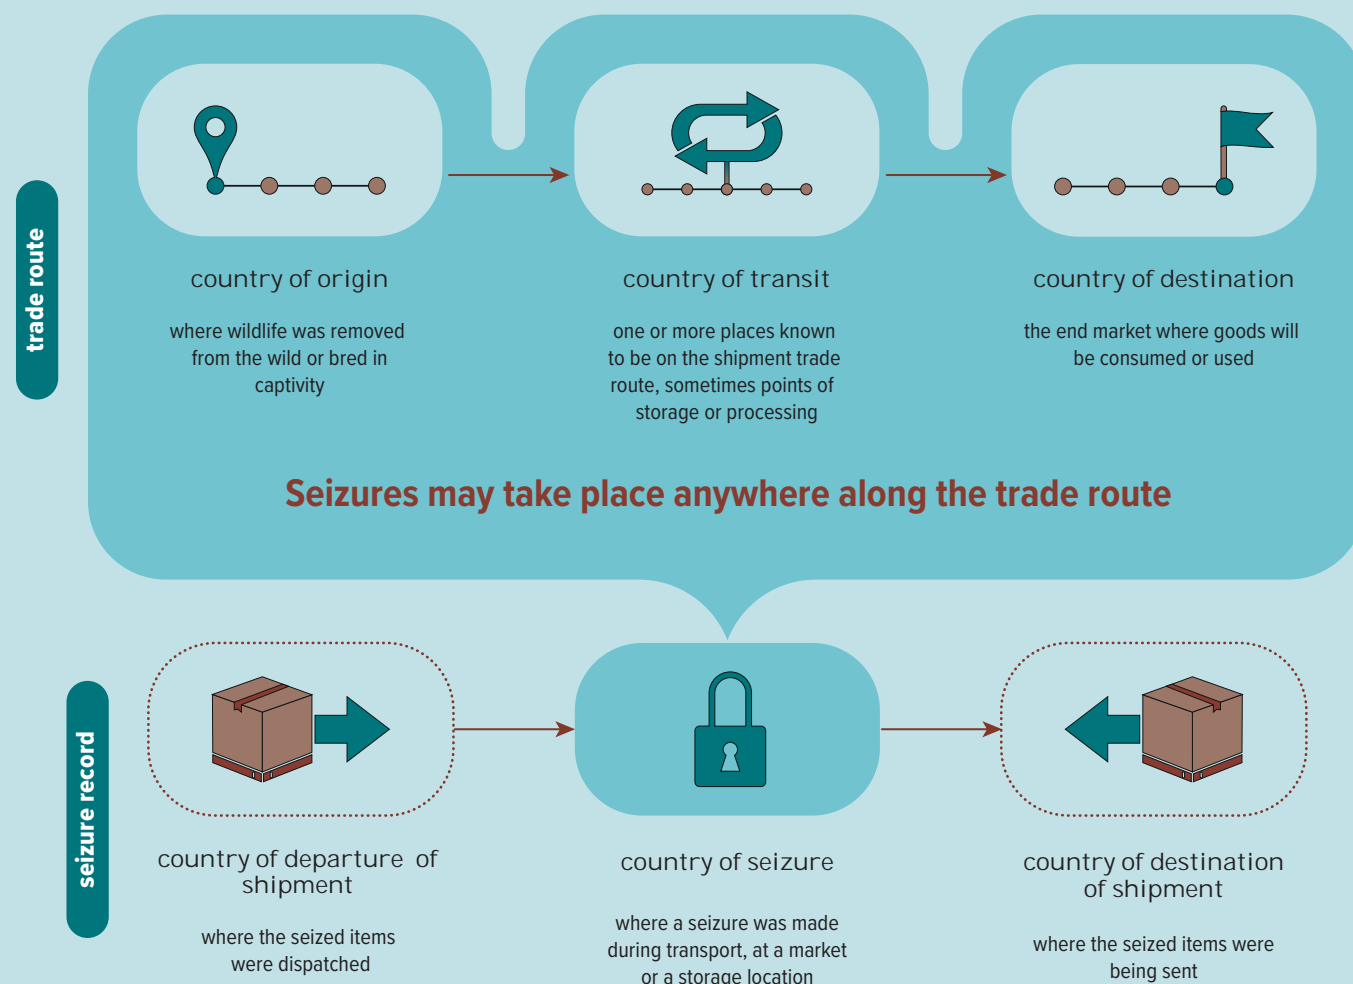 trade route
country of origin
where wildlife was removed
from the wild or bred in
captivity
country of transit
one or more places known
to be on the shipment trade
route, sometimes points of
storage or processing
country of destination
the end market where goods will
be consumed or used
Seizures may take place anywhere along the trade route
seizure record
country of departure of
shipment
where the seized items
were dispatched
country of seizure
where a seizure was made
during transport, at a market
or a storage location
country of destination
of shipment
where the seized items were
being sent